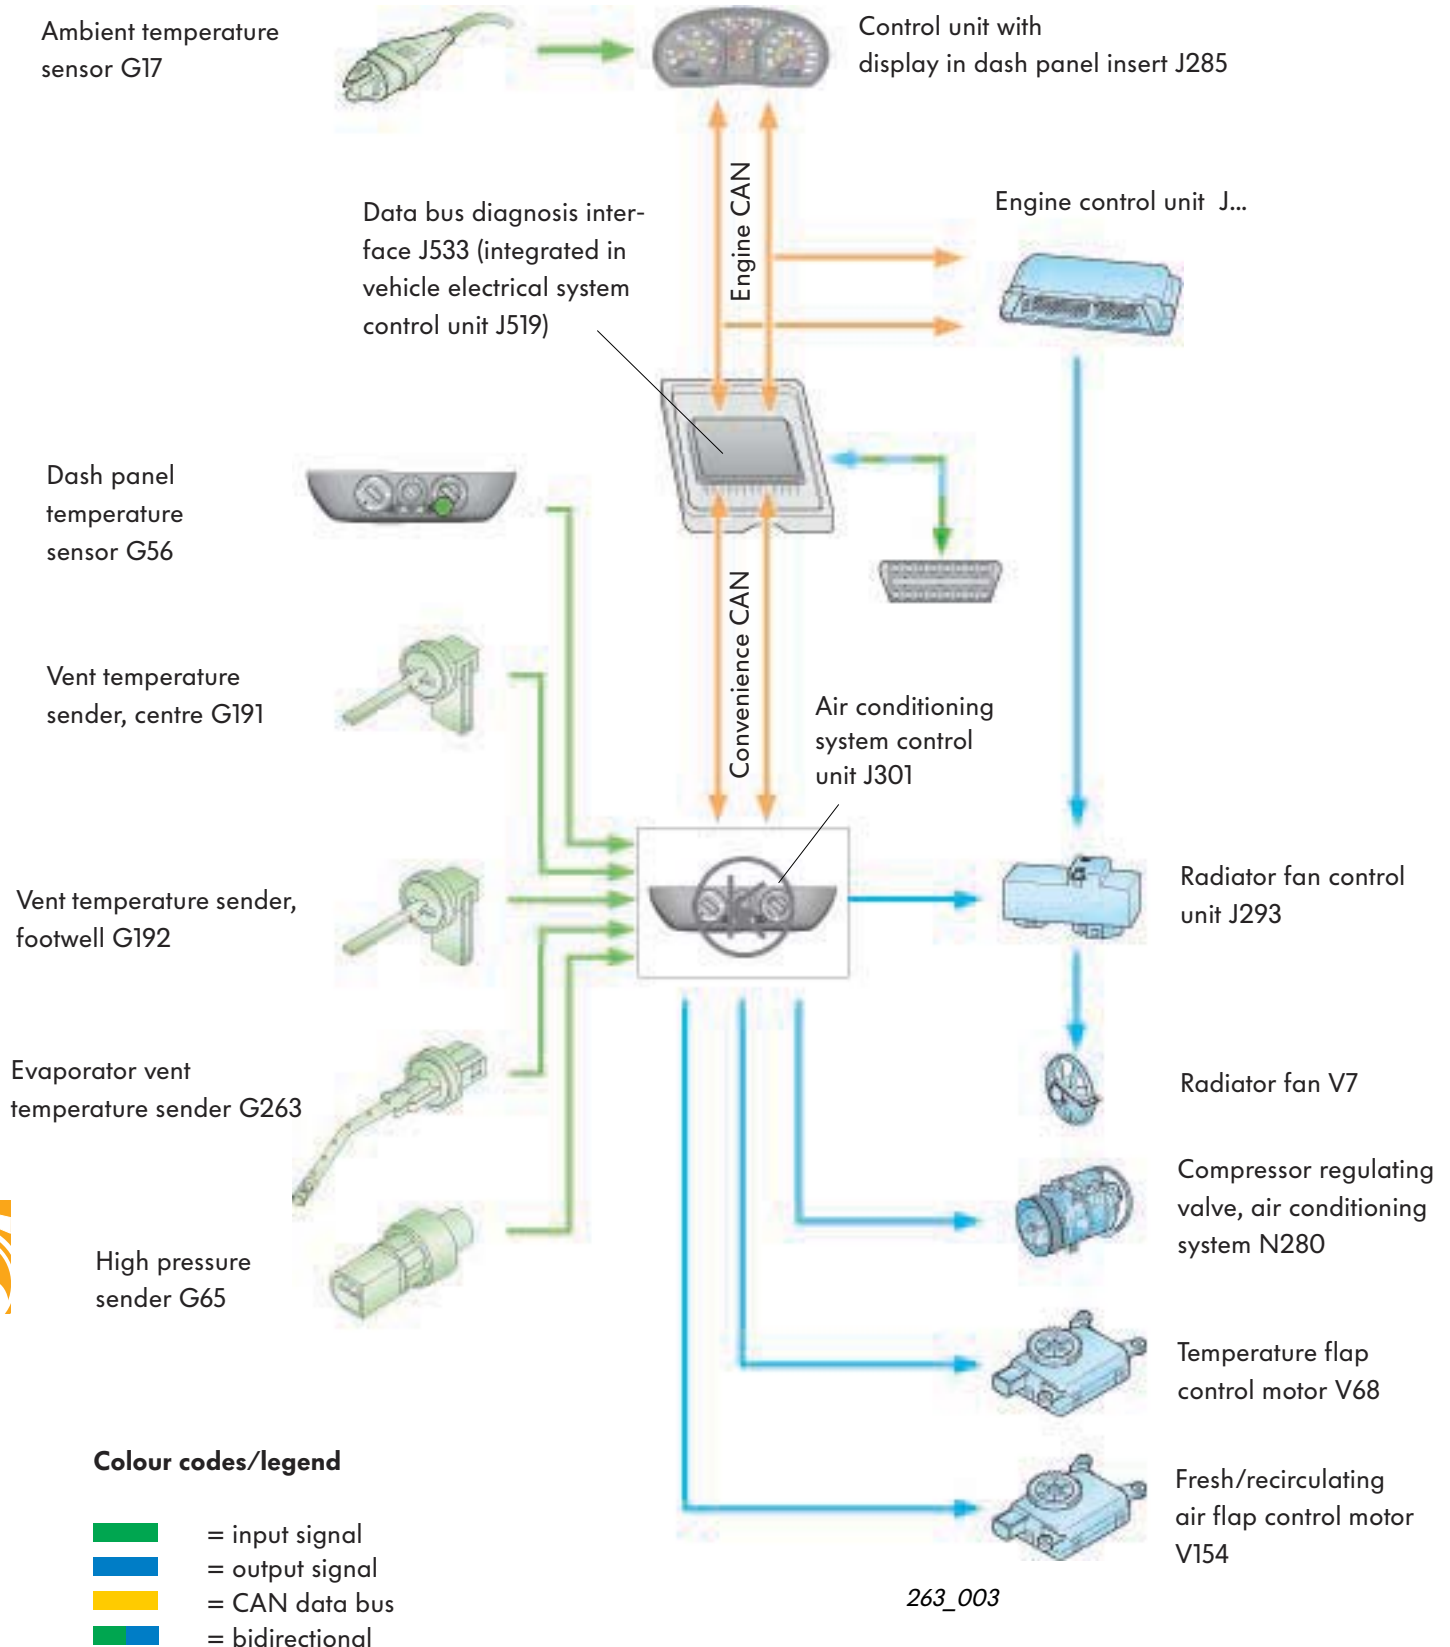 Ambient temperature
sensor G17
Control unit with
display in dash panel insert J285
Engine CAN
Data bus diagnosis inter-
face J533 (integrated in
vehicle electrical system
control unit J519)
Engine control unit J...
Dash panel
temperature
sensor G56
Convenience CAN
Vent temperature
sender, centre G191
Air conditioning
system control
unit J301
Vent temperature sender,
footwell G192
Radiator fan control
unit J293
Evaporator vent
temperature sender G263
Radiator fan V7
Compressor regulating
valve, air conditioning
system N280
High pressure
sender G65
Temperature flap
control motor V68
Fresh/recirculating
air flap control motor
V154
Colour codes/legend
= input signal
= output signal
= CAN data bus
= bidirectional
263_003